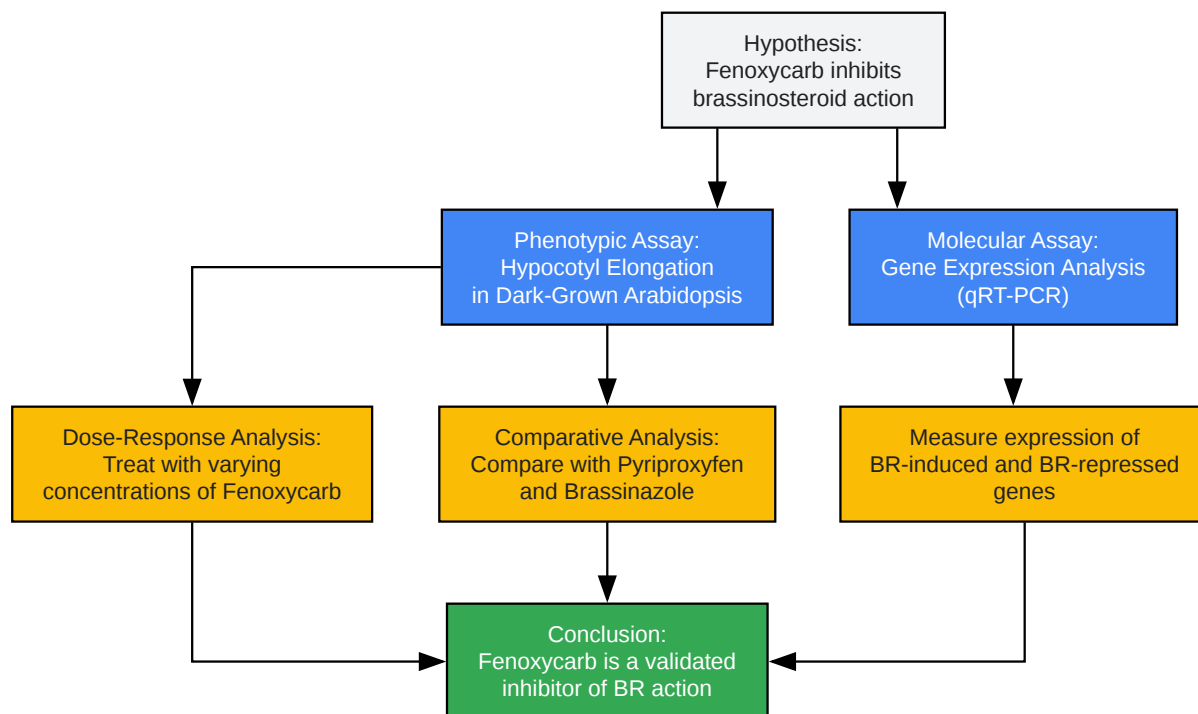 Hypothesis:
Fenoxycarb inhibits
brassinosteroid action
Phenotypic Assay:
Hypocotyl Elongation
in Dark-Grown Arabidopsis
Molecular Assay:
Gene Expression Analysis
(qRT-PCR)
Dose-Response Analysis:
Treat with varying
concentrations of Fenoxycarb
Comparative Analysis:
Compare with Pyriproxyfen
and Brassinazole
Measure expression of
BR-induced and BR-repressed
genes
Conclusion:
Fenoxycarb is a validated
inhibitor of BR action